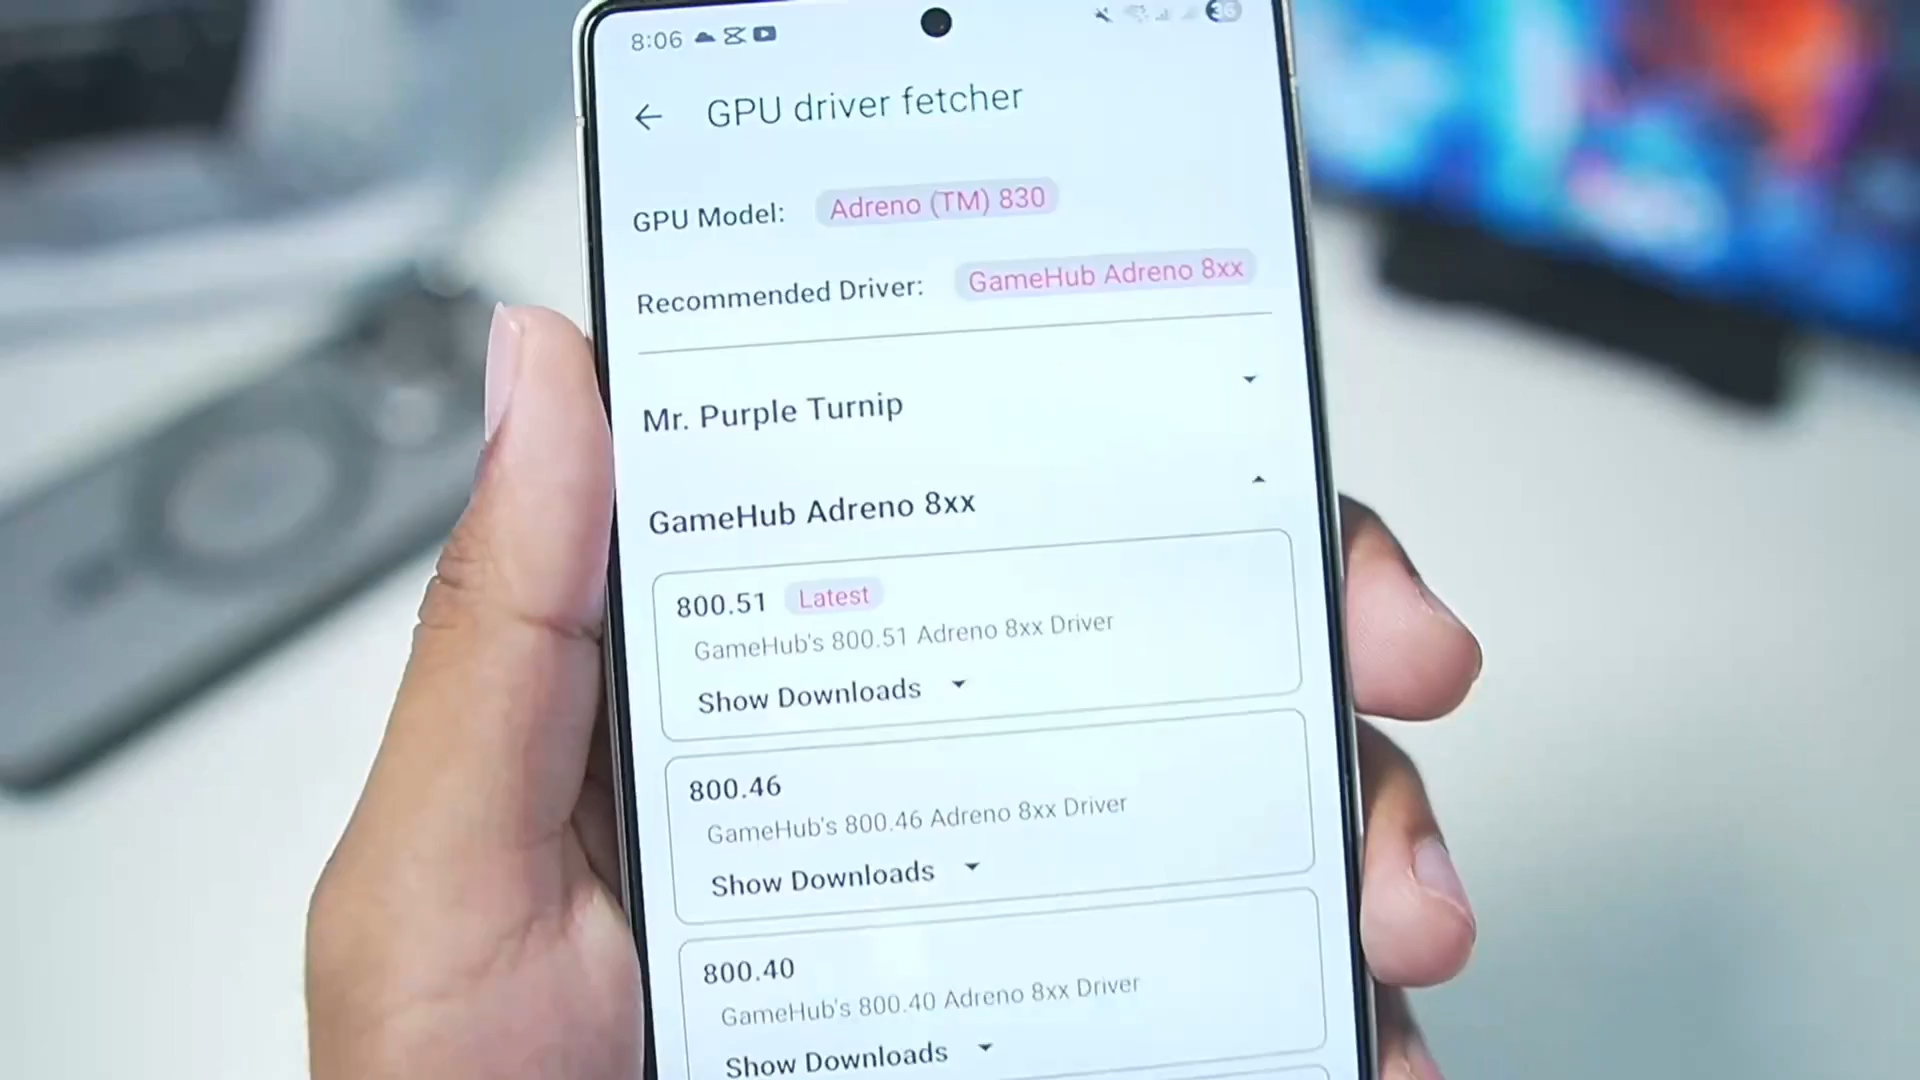 8:06
36
GPU driver fetcher
GPU Model: Adreno (TM) 830
Recommended Driver: GameHub Adreno 8xx
Mr. Purple Turnip
GameHub Adreno 8xx
800.51 Latest
GameHub's 800.51 Adreno 8xx Driver
Show Downloads
800.46
GameHub's 800.46 Adreno 8xx Driver
Show Downloads
800.40
GameHub's 800.40 Adreno 8xx Driver
Show Downloads